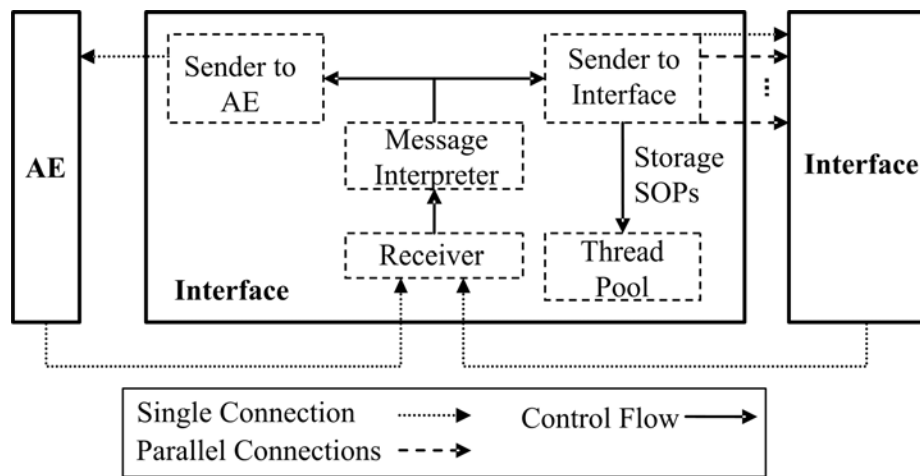 Sender to
AE
Sender to
Interface
...
Message
Interpreter
Storage
SOPs
AE
Interface
Receiver
Thread
Pool
Interface
Single Connection
Control Flow
Parallel Connections